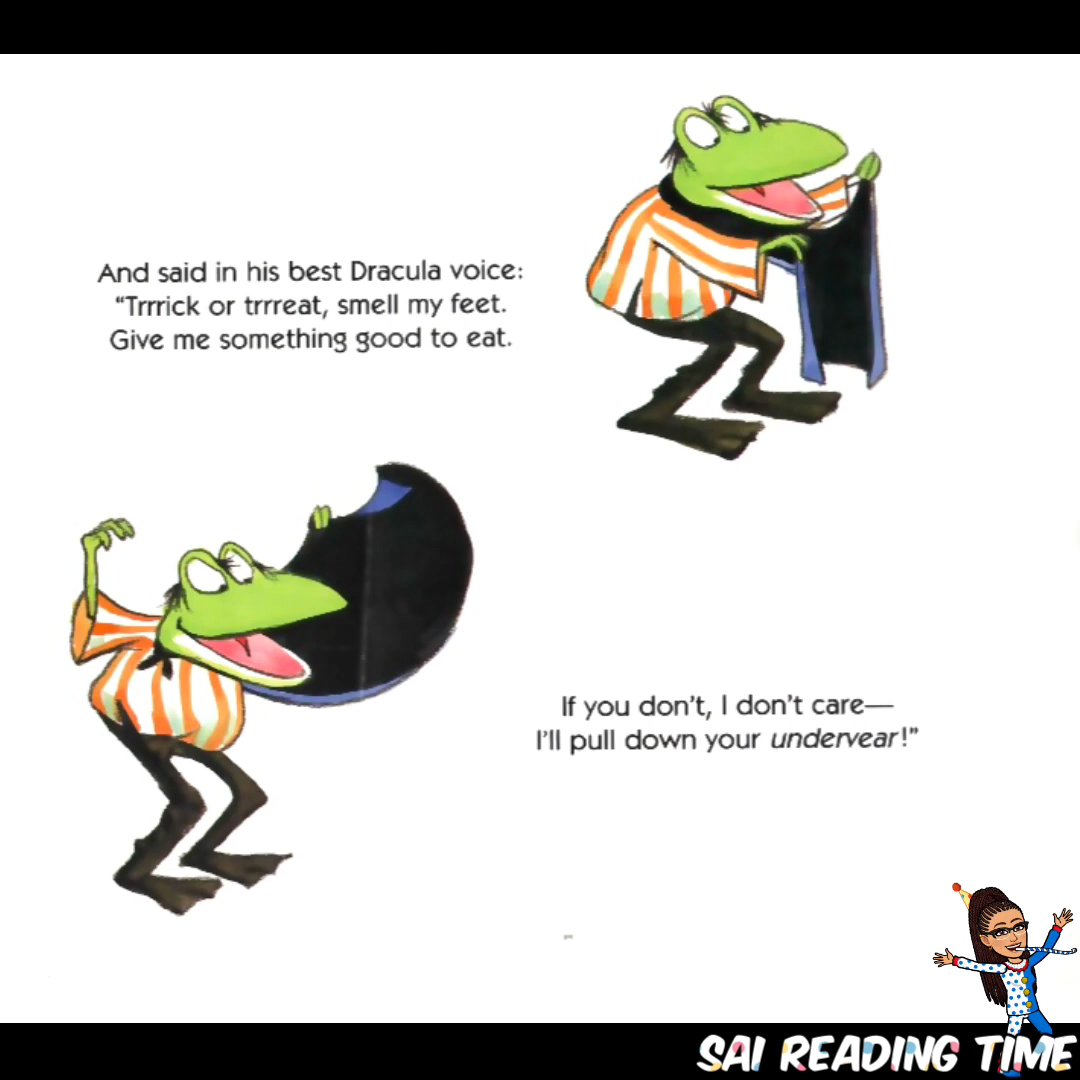 And said in his best Dracula voice:
“Trrrick or trrreat, smell my feet.
Give me something good to eat.
If you don’t, I don’t care—
I’ll pull down your undervear!”
SAI READING TIME